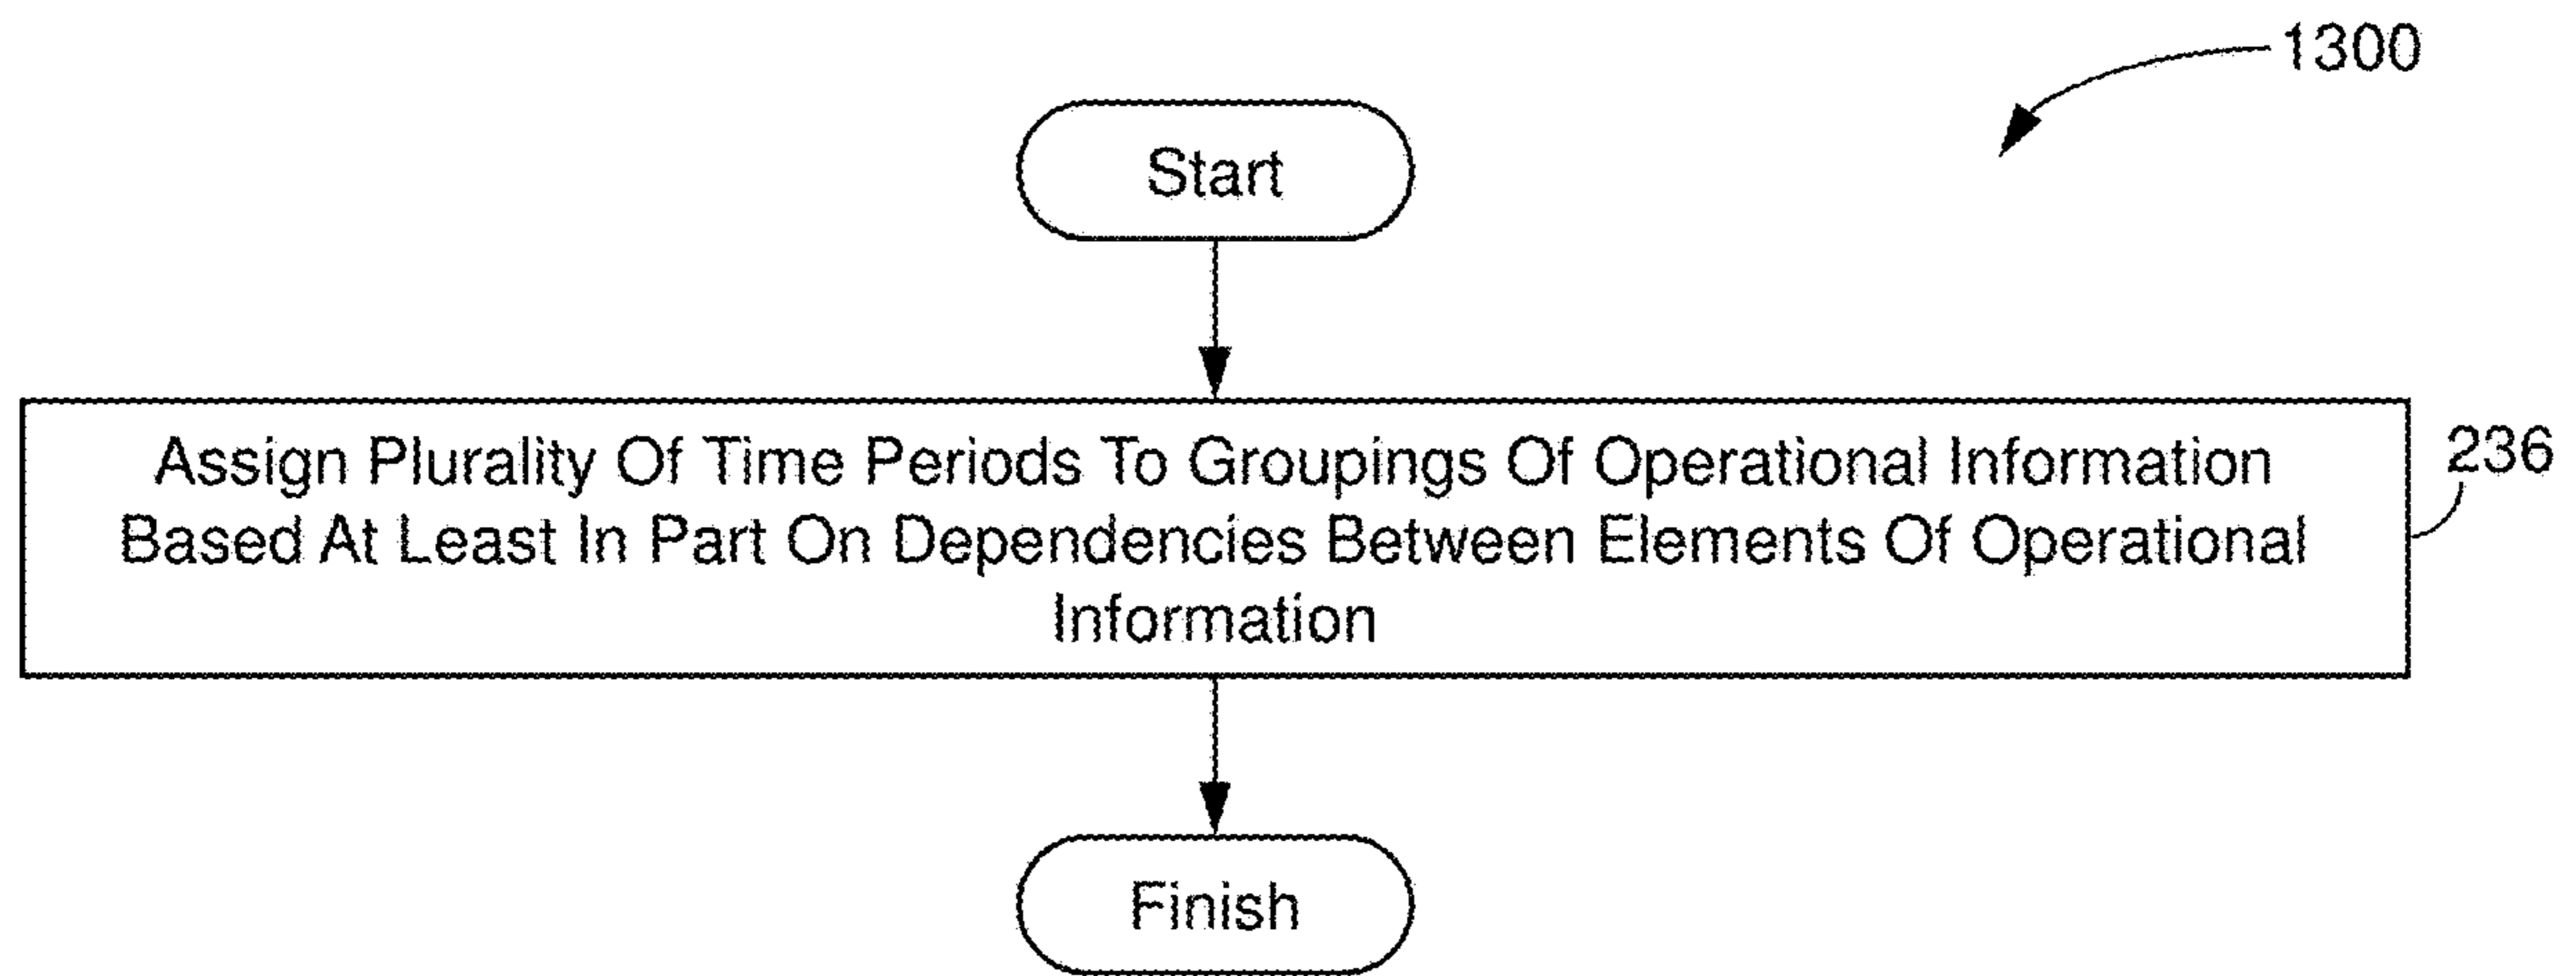 1300
Start
Assign Plurality Of Time Periods To Groupings Of Operational Information
Based At Least In Part On Dependencies Between Elements Of Operational
Information
236
Finish